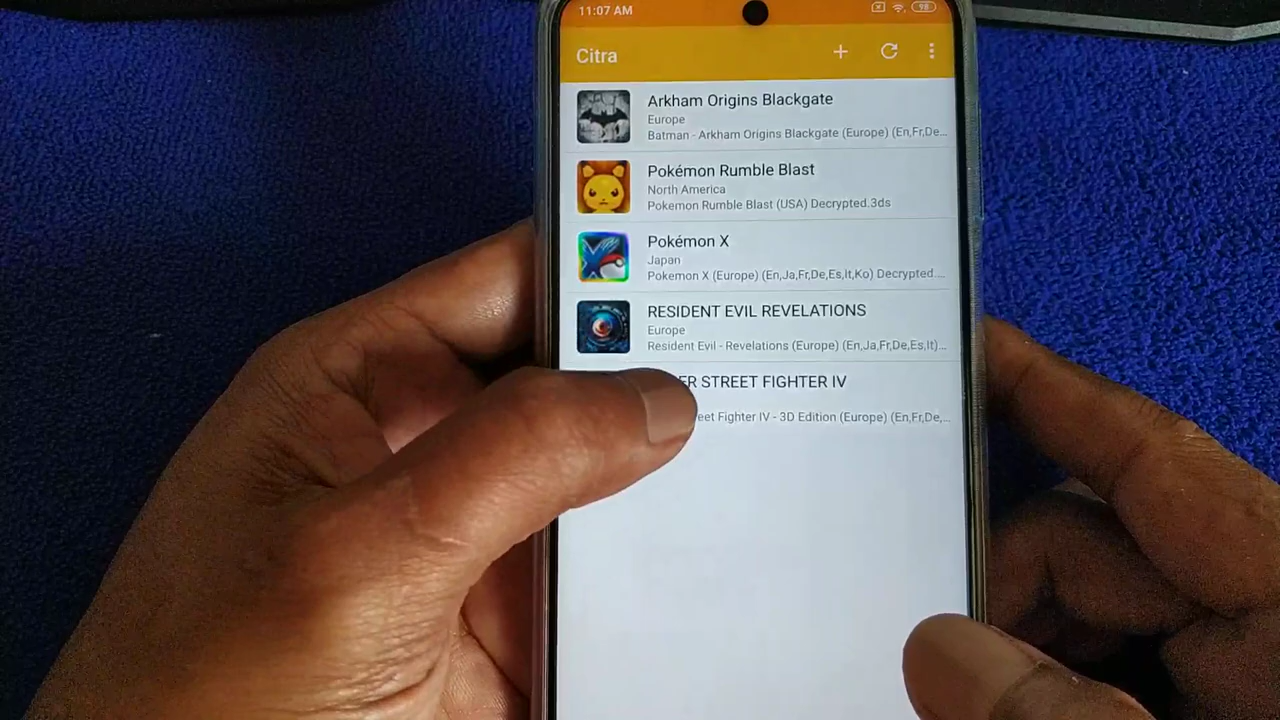 11:07 AM
98
Citra
Arkham Origins Blackgate
Europe
Batman - Arkham Origins Blackgate (Europe) (En,Fr,De...
Pokémon Rumble Blast
North America
Pokemon Rumble Blast (USA) Decrypted.3ds
Pokémon X
Japan
Pokemon X (Europe) (En,Ja,Fr,De,Es,It,Ko) Decrypted....
RESIDENT EVIL REVELATIONS
Europe
Resident Evil - Revelations (Europe) (En,Ja,Fr,De,Es,It)...
ER STREET FIGHTER IV
eet Fighter IV - 3D Edition (Europe) (En,Fr,De,...